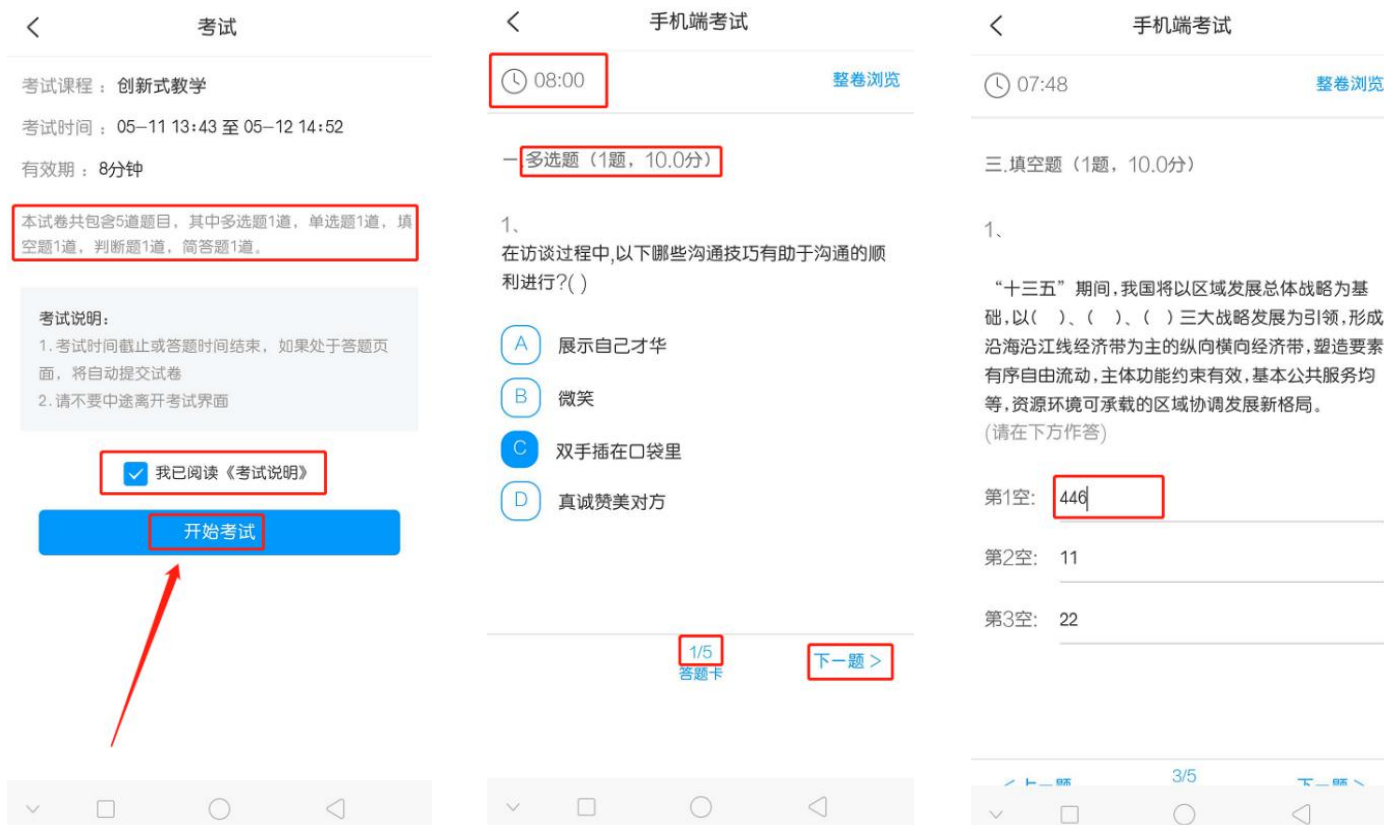 考试
考试课程：创新式教学
考试时间：05-11 13:43 至 05-12 14:52
有效期：8分钟
本试卷共包含5道题目，其中多选题1道，单选题1道，填
空题1道，判断题1道，简答题1道。
考试说明：
1.考试时间截止或答题时间结束，如果处于答题页
面，将自动提交试卷
2.请不要中途离开考试界面
我已阅读《考试说明》
开始考试
手机端考试
08:00
整卷浏览
一.多选题（1题，10.0分）
1、
在访谈过程中,以下哪些沟通技巧有助于沟通的顺
利进行?( )
A 展示自己才华
B 微笑
C 双手插在口袋里
D 真诚赞美对方
1/5
答题卡
下一题 >
手机端考试
07:48
整卷浏览
三.填空题（1题，10.0分）
1、
“十三五”期间,我国将以区域发展总体战略为基
础,以( )、( )、( )三大战略发展为引领,形成
沿海沿江线经济带为主的纵向横向经济带,塑造要素
有序自由流动,主体功能约束有效,基本公共服务均
等,资源环境可承载的区域协调发展新格局。
(请在下方作答)
第1空: 446
第2空: 11
第3空: 22
< 上一题
3/5
下一题 >